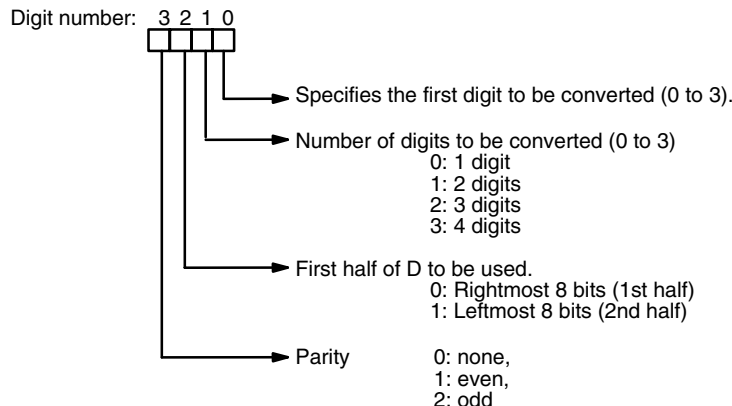 Digit number: 3 2 1 0
Specifies the first digit to be converted (0 to 3).
Number of digits to be converted (0 to 3)
0: 1 digit
1: 2 digits
2: 3 digits
3: 4 digits
First half of D to be used.
0: Rightmost 8 bits (1st half)
1: Leftmost 8 bits (2nd half)
Parity 0: none,
1: even,
2: odd